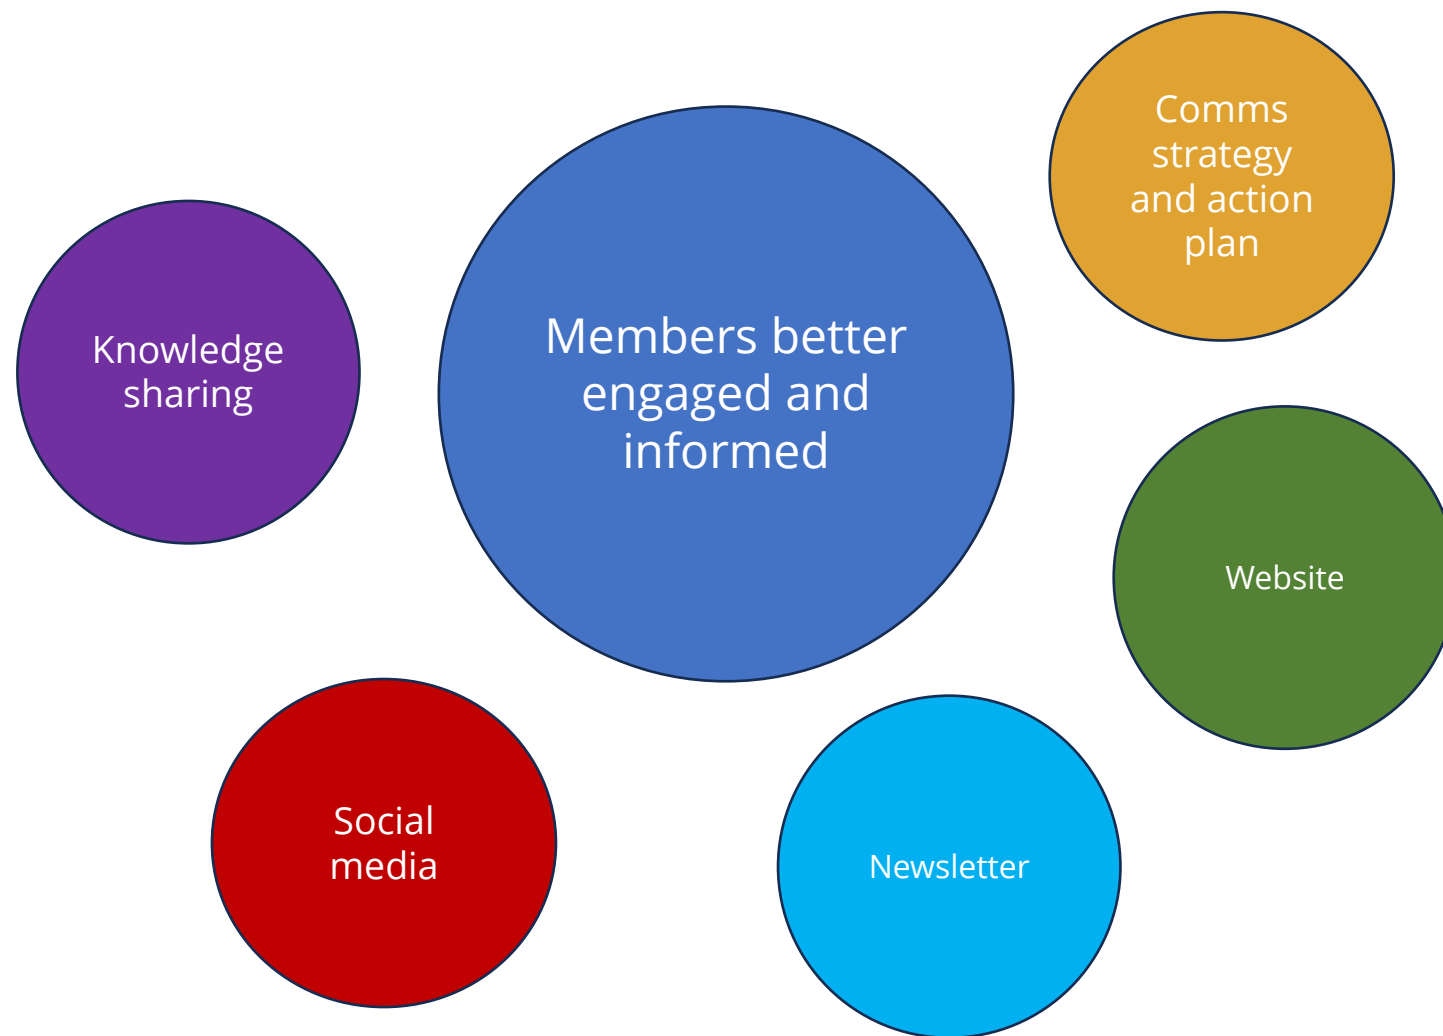 Comms
strategy
and action
plan
Members better
engaged and
informed
Knowledge
sharing
Website
Social
media
Newsletter